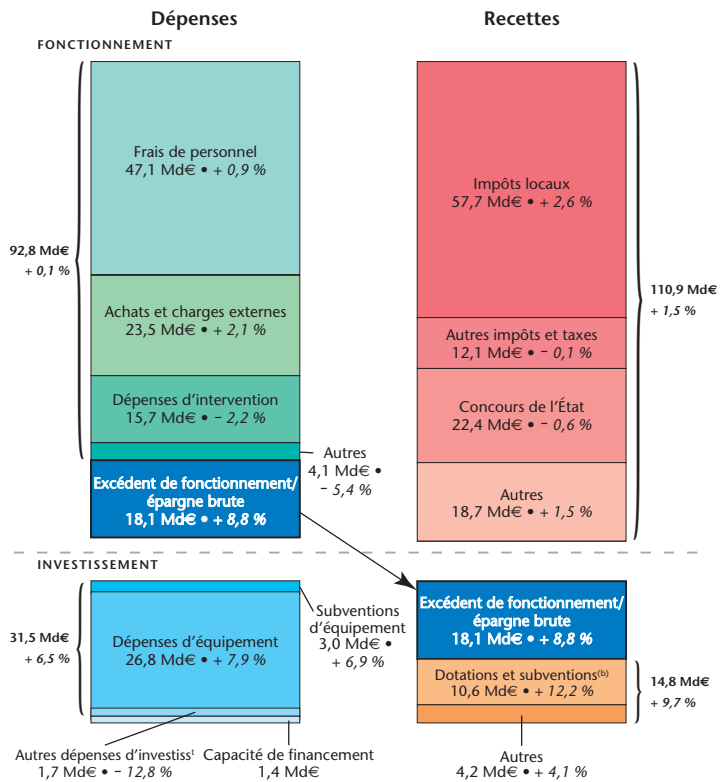 Dépenses
Recettes
FONCTIONNEMENT
Frais de personnel
47,1 Md€ • + 0,9 %
92,8 Md€
+ 0,1 %
Achats et charges externes
23,5 Md€ • + 2,1 %
Dépenses d'intervention
15,7 Md€ • − 2,2 %
Autres
4,1 Md€ •
− 5,4 %
Excédent de fonctionnement/
épargne brute
18,1 Md€ • + 8,8 %
Impôts locaux
57,7 Md€ • + 2,6 %
110,9 Md€
+ 1,5 %
Autres impôts et taxes
12,1 Md€ • − 0,1 %
Concours de l'État
22,4 Md€ • − 0,6 %
Autres
18,7 Md€ • + 1,5 %
INVESTISSEMENT
31,5 Md€
+ 6,5 %
Subventions
d'équipement
3,0 Md€ •
+ 6,9 %
Dépenses d'équipement
26,8 Md€ • + 7,9 %
Autres dépenses d'investissᵗ
1,7 Md€ • − 12,8 %
Capacité de financement
1,4 Md€
Excédent de fonctionnement/
épargne brute
18,1 Md€ • + 8,8 %
Dotations et subventions⁽ᵇ⁾
10,6 Md€ • + 12,2 %
14,8 Md€
+ 9,7 %
Autres
4,2 Md€ • + 4,1 %